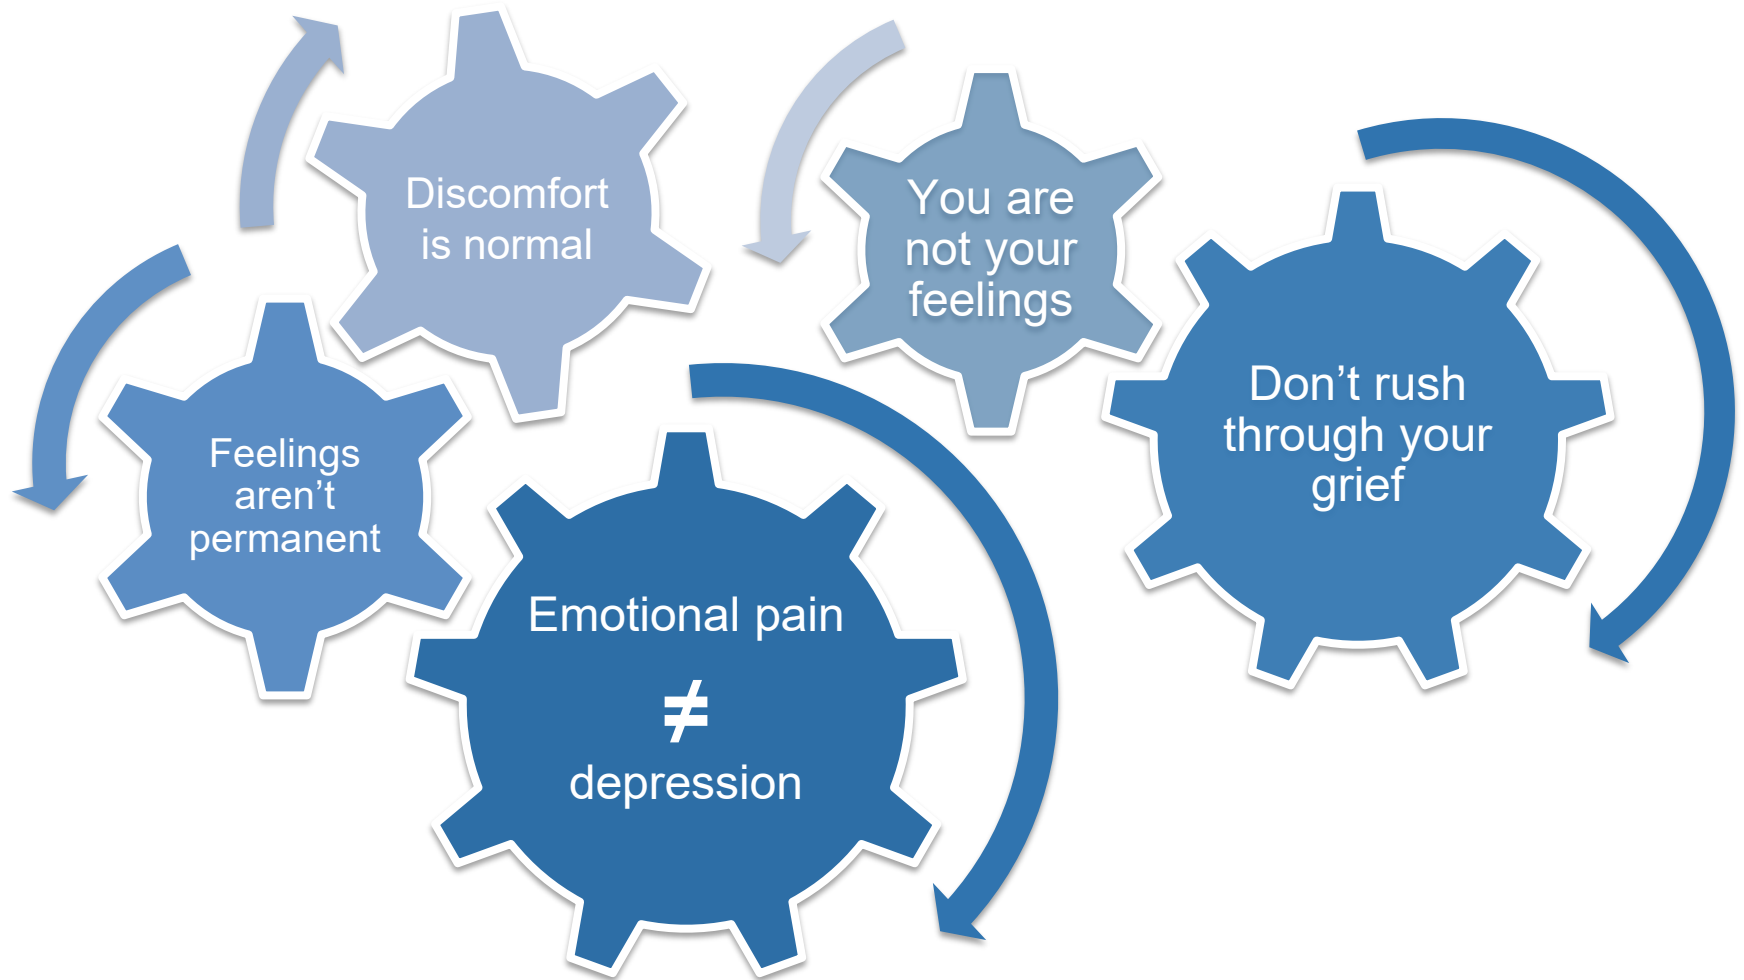 Discomfort
is normal
You are
not your
feelings
Don’t rush
through your
grief
Feelings
aren’t
permanent
Emotional pain
≠
depression